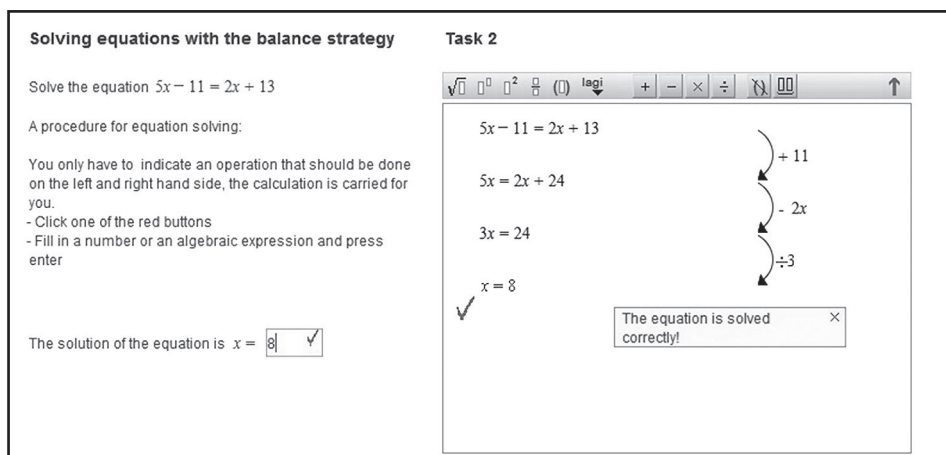 Solving equations with the balance strategy
Solve the equation 5x − 11 = 2x + 13
A procedure for equation solving:
You only have to indicate an operation that should be done
on the left and right hand side, the calculation is carried for
you.
- Click one of the red buttons
- Fill in a number or an algebraic expression and press
enter
The solution of the equation is x = 8
Task 2
lagi
+ − × ÷
5x − 11 = 2x + 13
+ 11
5x = 2x + 24
- 2x
3x = 24
÷3
x = 8
The equation is solved
correctly!